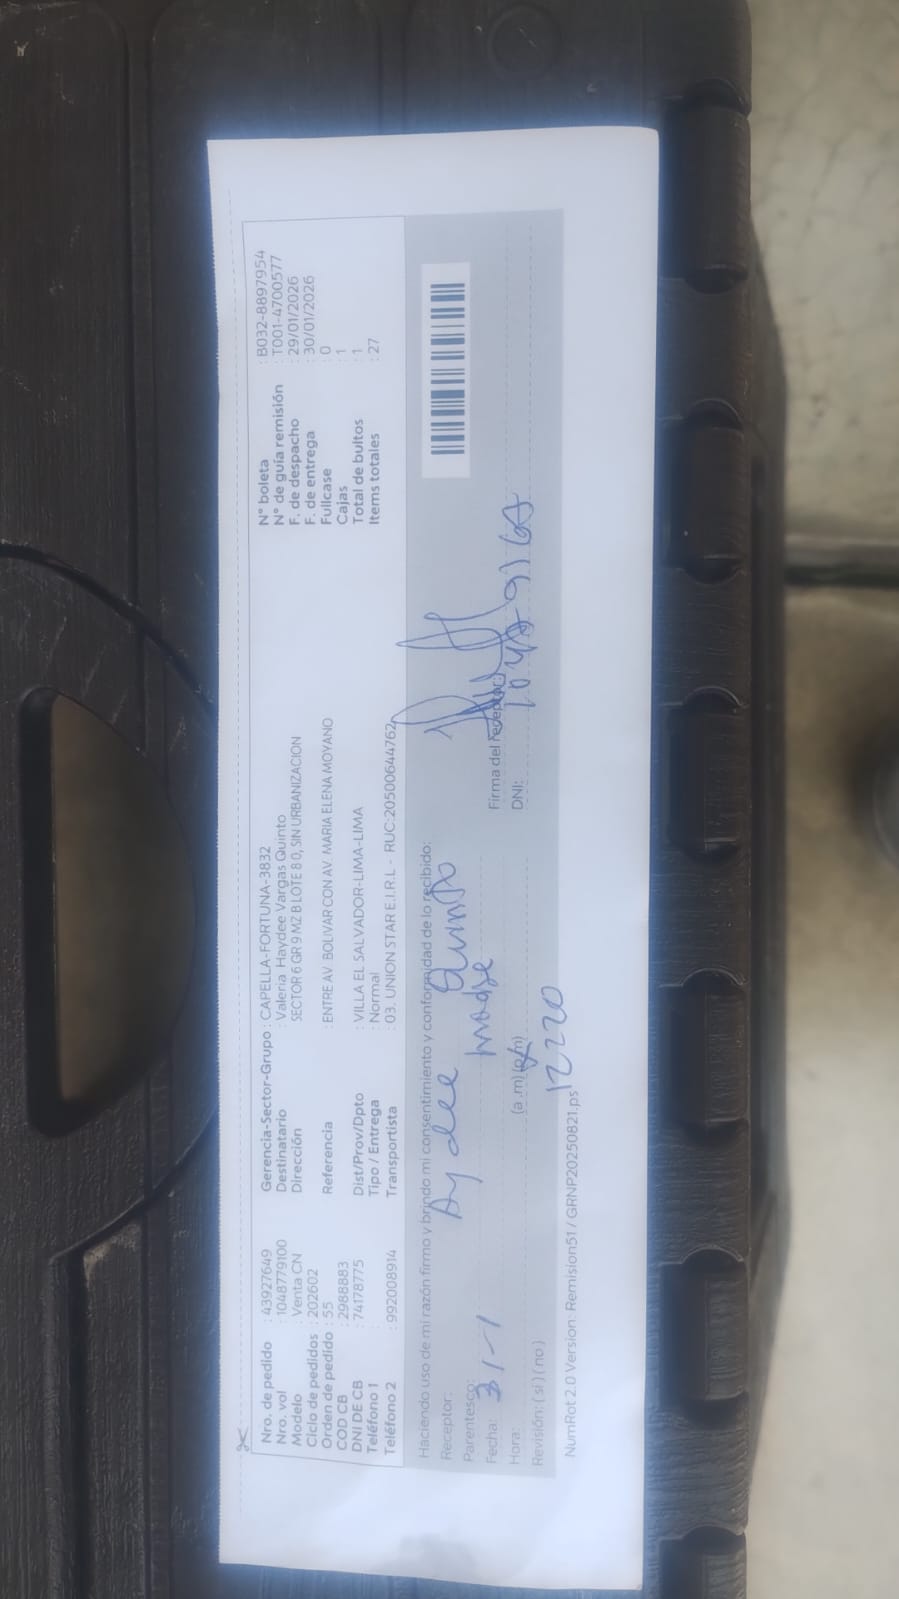 Nro. de pedido : 43927649
Nro. vol : 1048779100
Modelo : Venta CN
Ciclo de pedidos : 202602
Orden de pedido : 55
COD CB : 2988883
DNI DE CB : 74178775
Teléfono 1 :
Teléfono 2 : 992008914
Gerencia-Sector-Grupo : CAPELLA-FORTUNA-3832
Destinatario : Valeria Haydee Vargas Quinto
Dirección SECTOR 6 GR 9 MZ B LOTE 8 0, SIN URBANIZACION
Referencia : ENTRE AV. BOLIVAR CON AV. MARIA ELENA MOYANO
Dist/Prov/Dpto : VILLA EL SALVADOR-LIMA-LIMA
Tipo / Entrega : Normal
Transportista : 03. UNION STAR E.I.R.L - RUC:20500644762
N° boleta : B032-8897954
N° de guía remisión : T001-4700577
F. de despacho : 29/01/2026
F. de entrega : 30/01/2026
Fullcase : 0
Cajas : 1
Total de bultos : 1
Items totales : 27
Haciendo uso de mi razón firmo y brindo mi consentimiento y conformidad de lo recibido:
Receptor: Aydee Quinto
Parentesco: madre
Fecha: 31-1
Hora: (a.m) (p.m) 1220
Revisión: ( si ) ( no )
Firma del receptor:
DNI:
NumRot 2.0 Version: Remision51 / GRNP20250821.ps